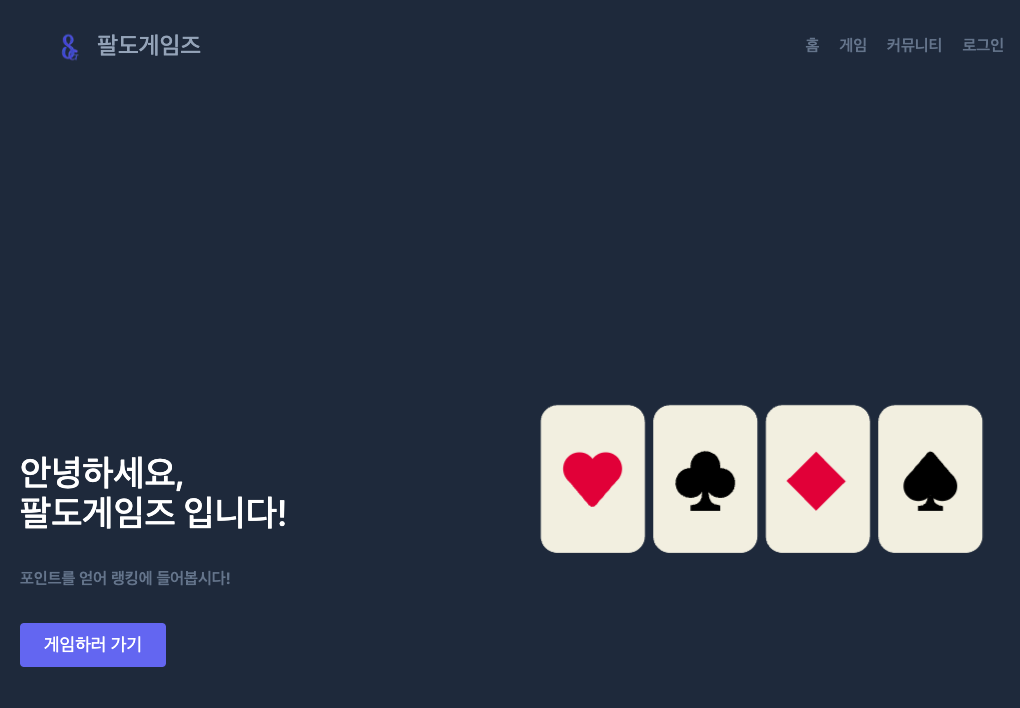 팔도게임즈
홈 게임 커뮤니티 로그인
안녕하세요,
팔도게임즈 입니다!
포인트를 얻어 랭킹에 들어봅시다!
게임하러 가기